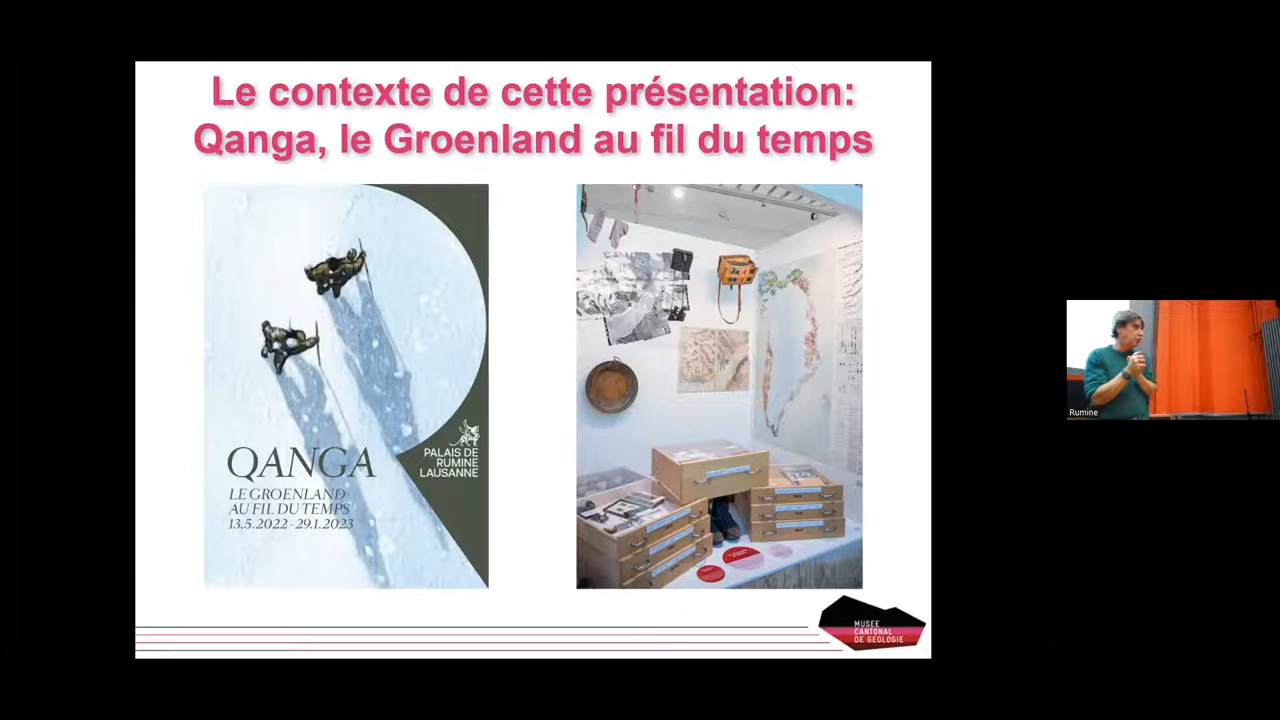 Le contexte de cette présentation:
Qanga, le Groenland au fil du temps
QANGA
LE GROENLAND
AU FIL DU TEMPS
13.5.2022 - 29.1.2023
PALAIS DE
RUMINE
LAUSANNE
MUSEE
CANTONAL
DE GEOLOGIE
Rumine